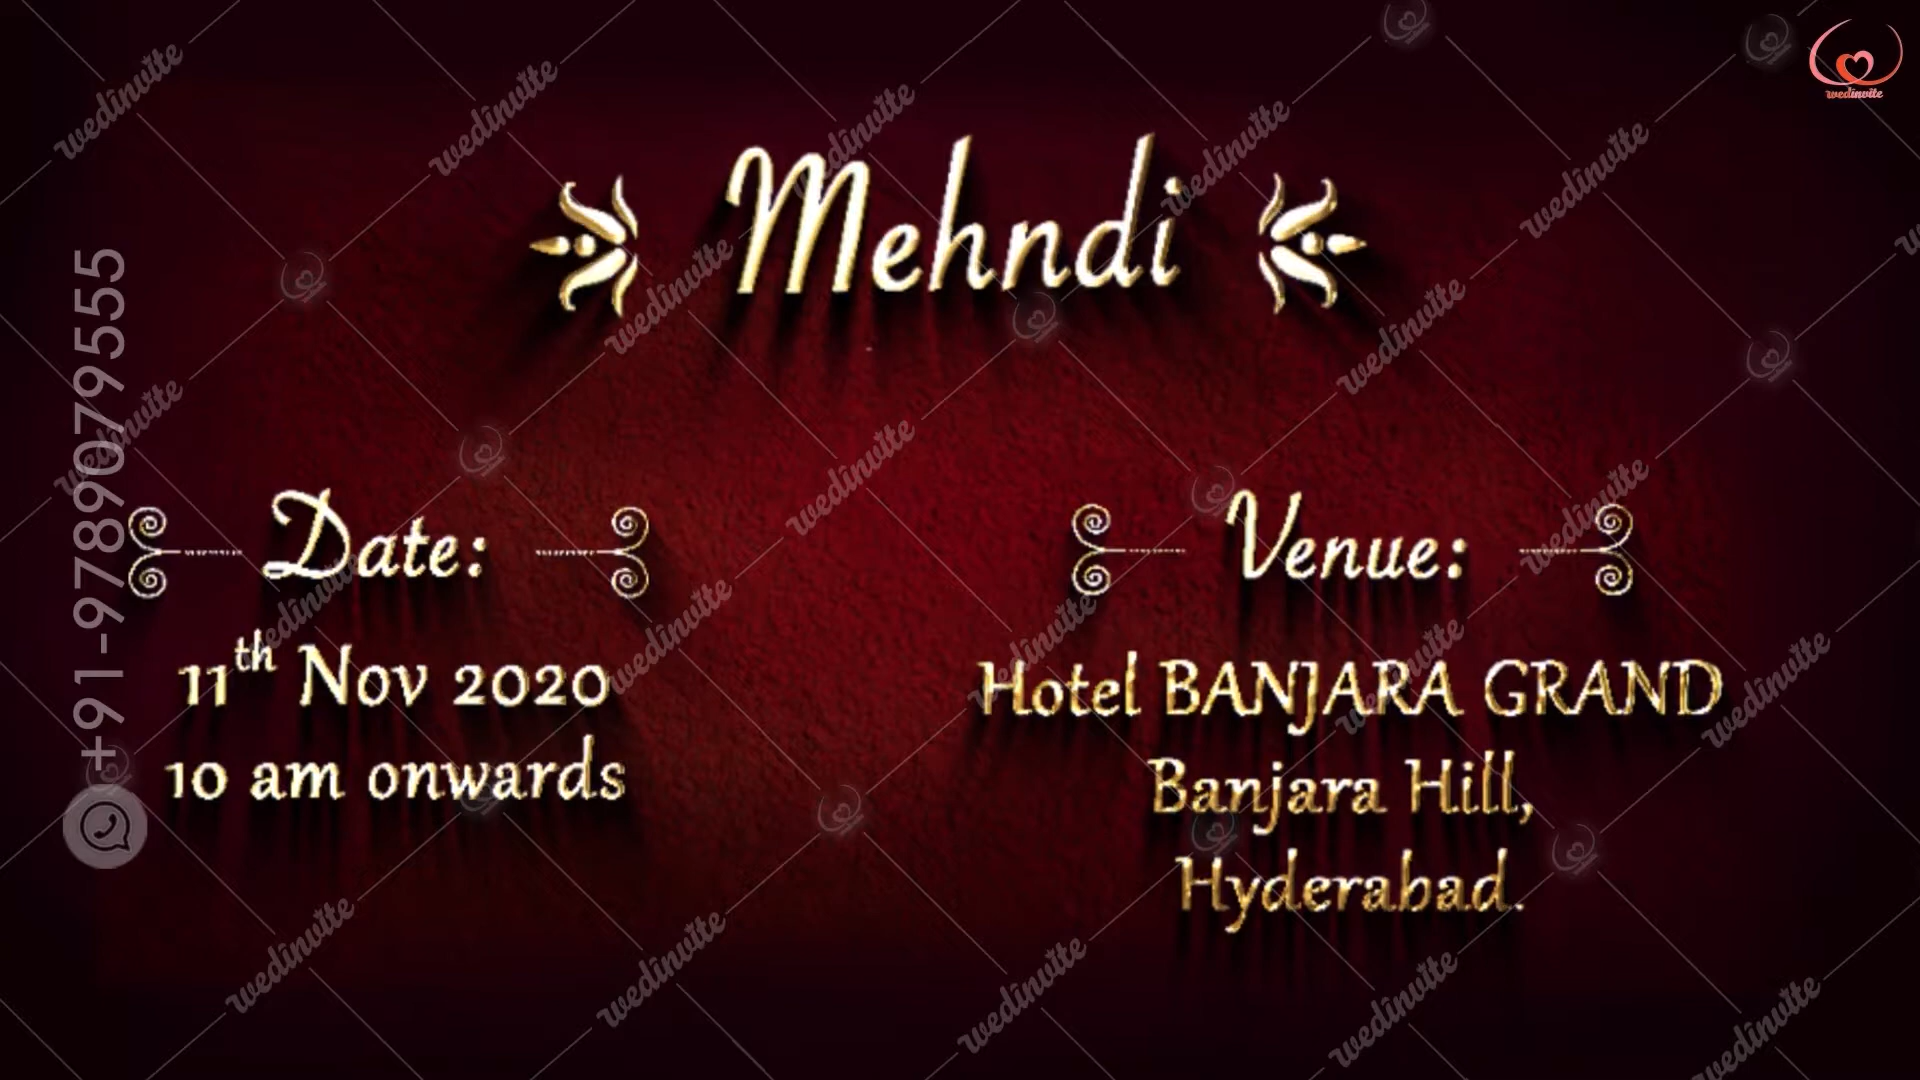 wedinvite
Mehndi
Date:
11th Nov 2020
10 am onwards
Venue:
Hotel BANJARA GRAND
Banjara Hill,
Hyderabad.
+91-9789079555